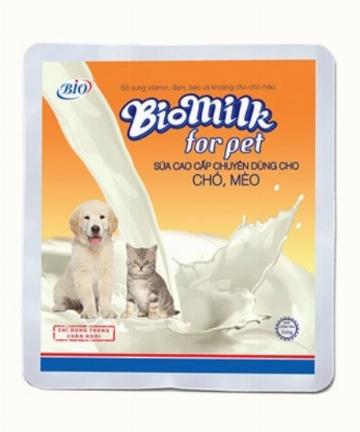 BIO
Bổ sung vitamin, đạm, béo và khoáng cho chó mèo
BioMilk
for pet
SỮA CAO CẤP CHUYÊN DÙNG CHO
CHÓ, MÈO
CHỈ DÙNG TRONG
CHĂN NUÔI